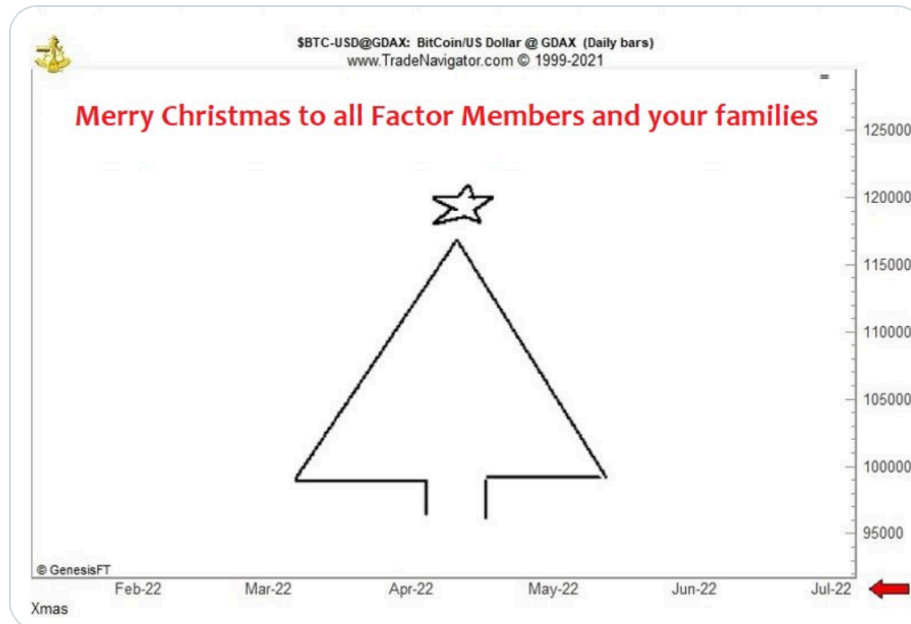 $BTC-USD@GDAX: BitCoin/US Dollar @ GDAX (Daily bars)
www.TradeNavigator.com © 1999-2021
Merry Christmas to all Factor Members and your families
125000
120000
115000
110000
105000
100000
95000
© GenesisFT
Feb-22 Mar-22 Apr-22 May-22 Jun-22 Jul-22
Xmas